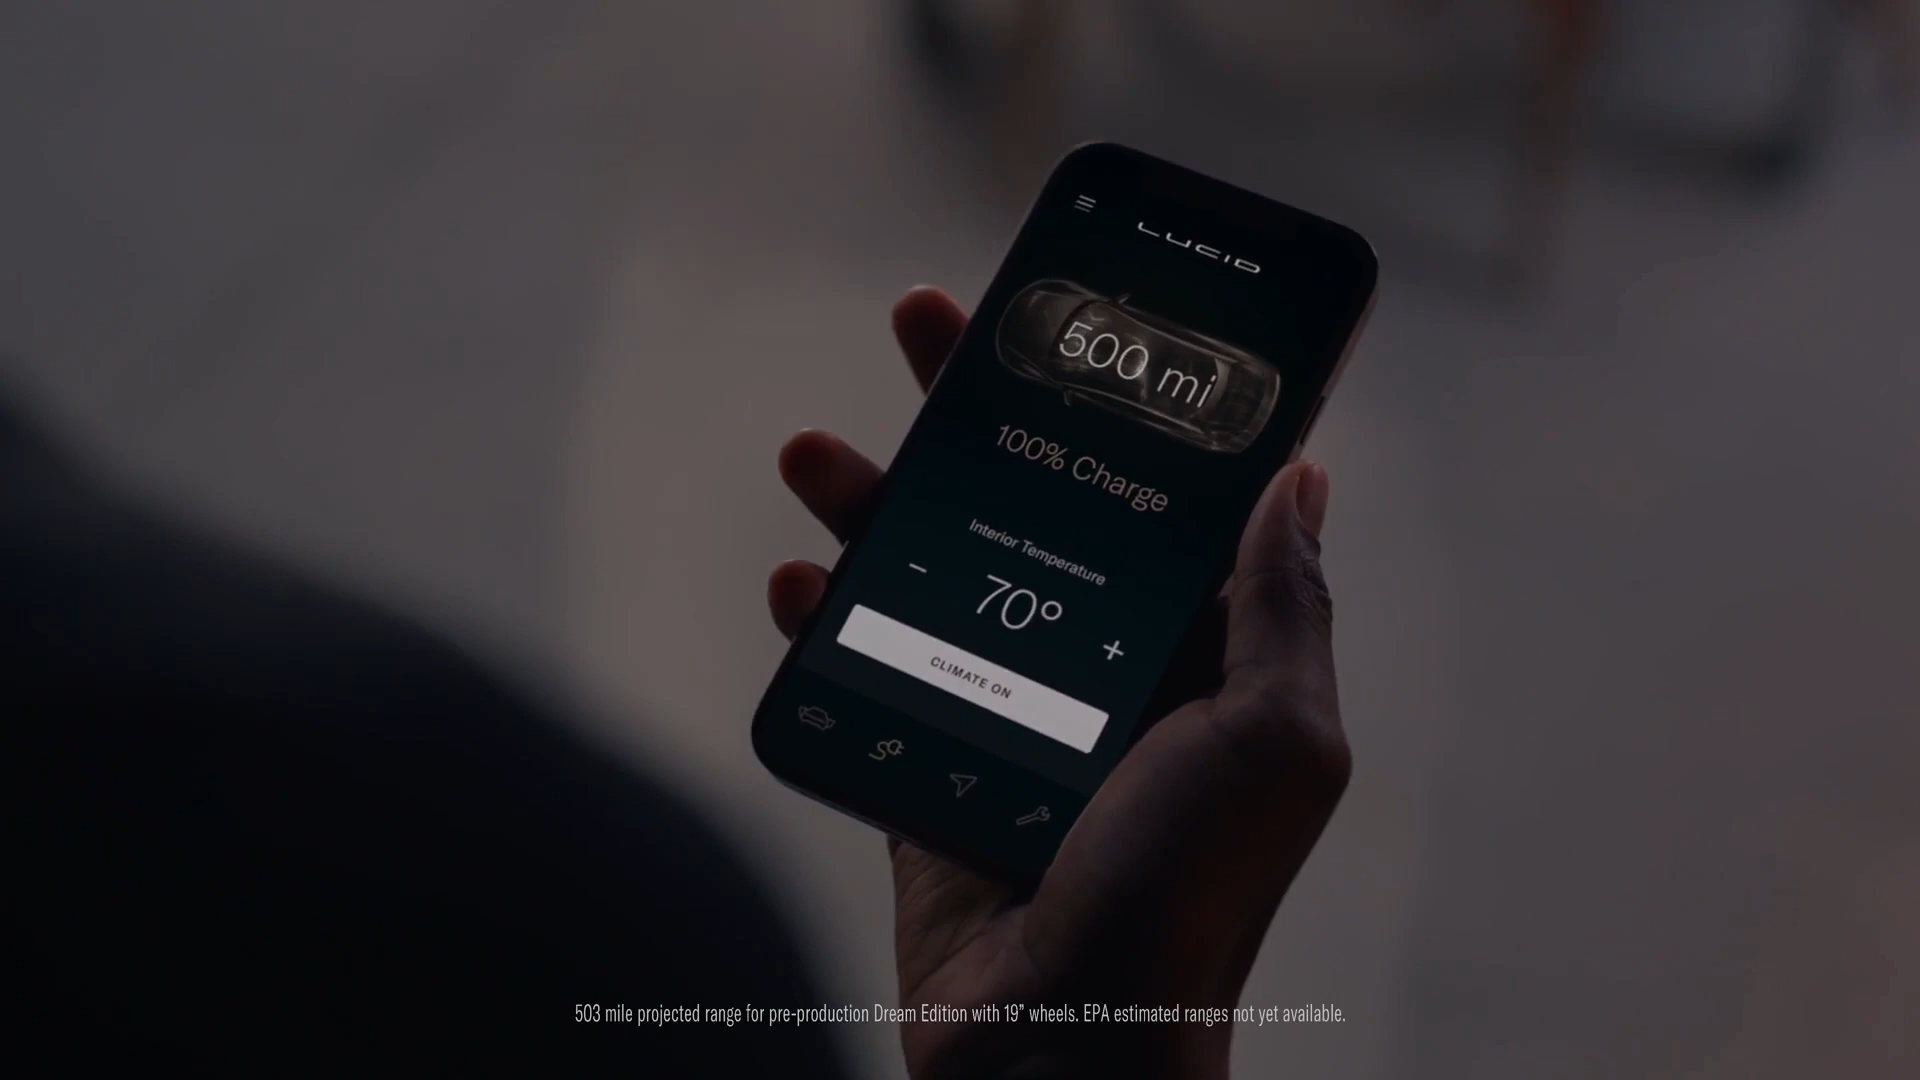 LUCID
500 mi
100% Charge
Interior Temperature
− 70° +
CLIMATE ON
503 mile projected range for pre-production Dream Edition with 19” wheels. EPA estimated ranges not yet available.